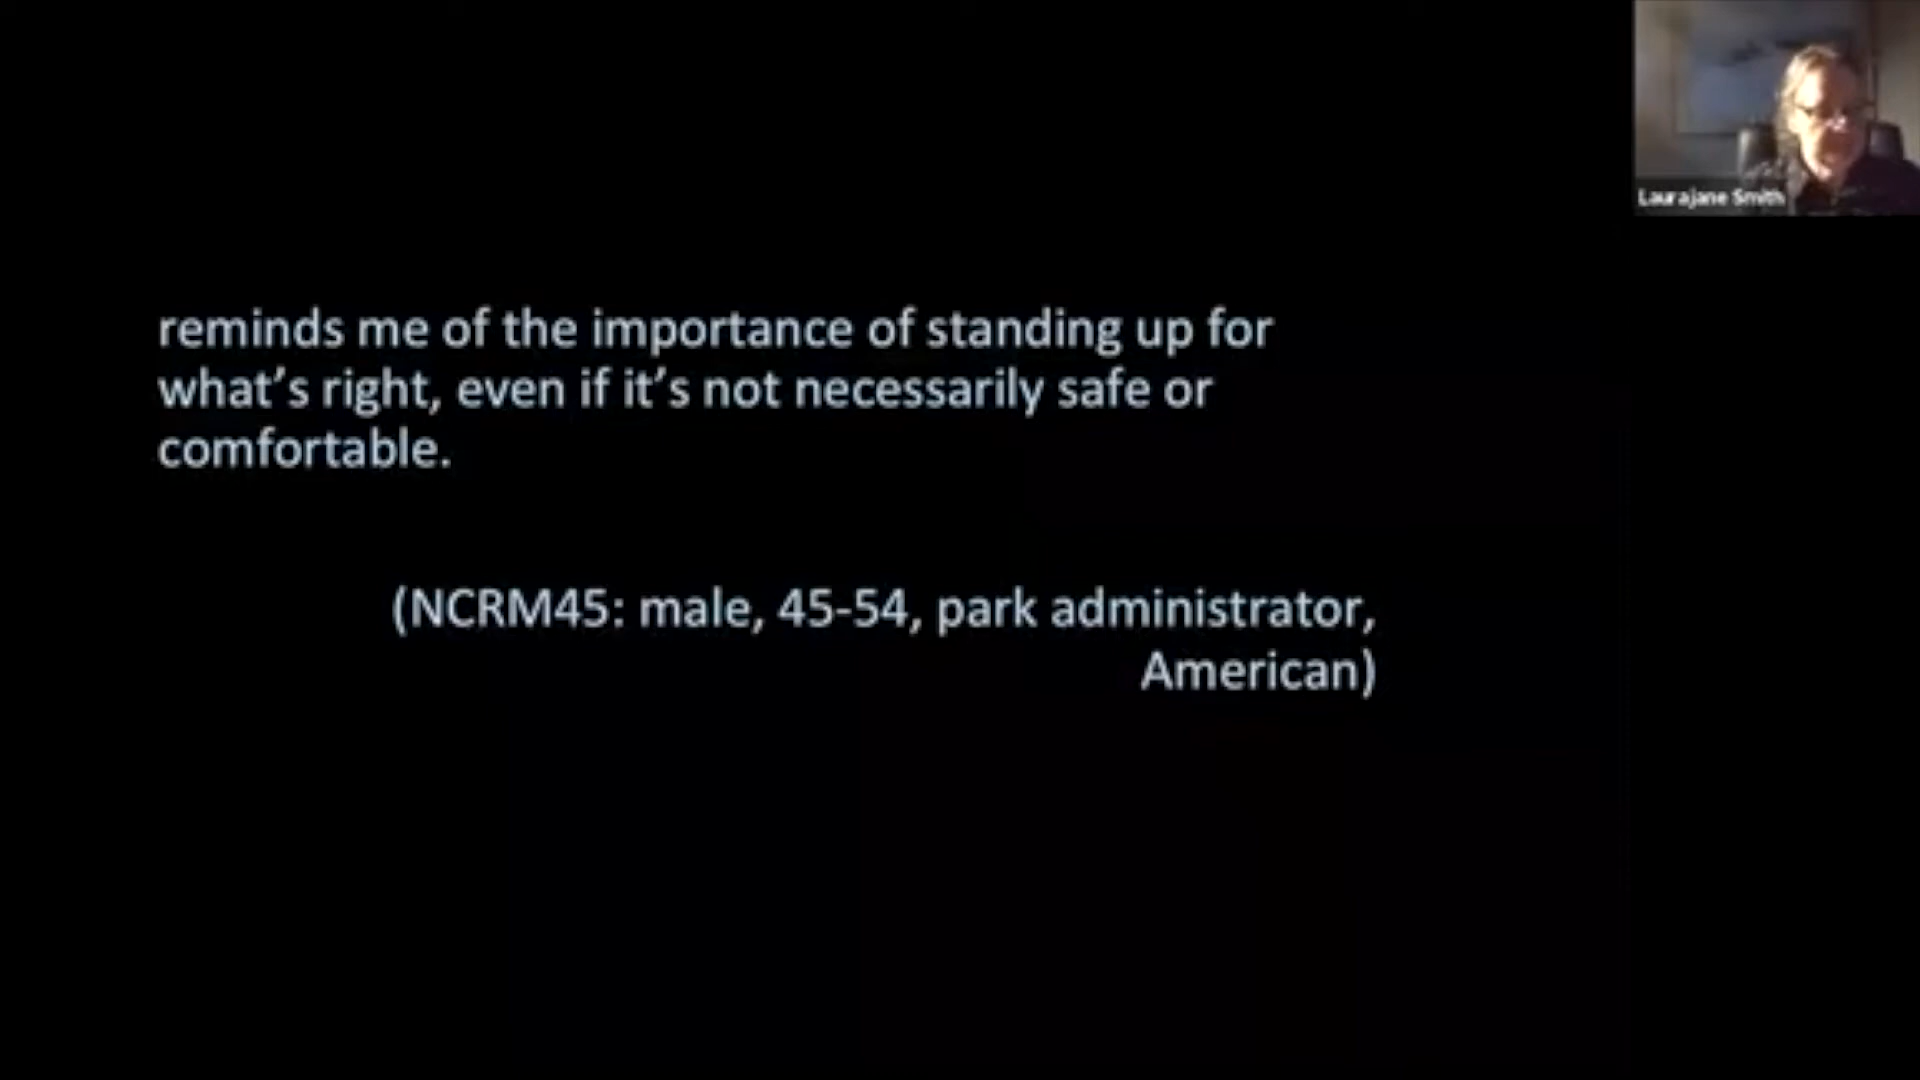 Laurajane Smith
reminds me of the importance of standing up for
what's right, even if it's not necessarily safe or
comfortable.
(NCRM45: male, 45-54, park administrator,
American)